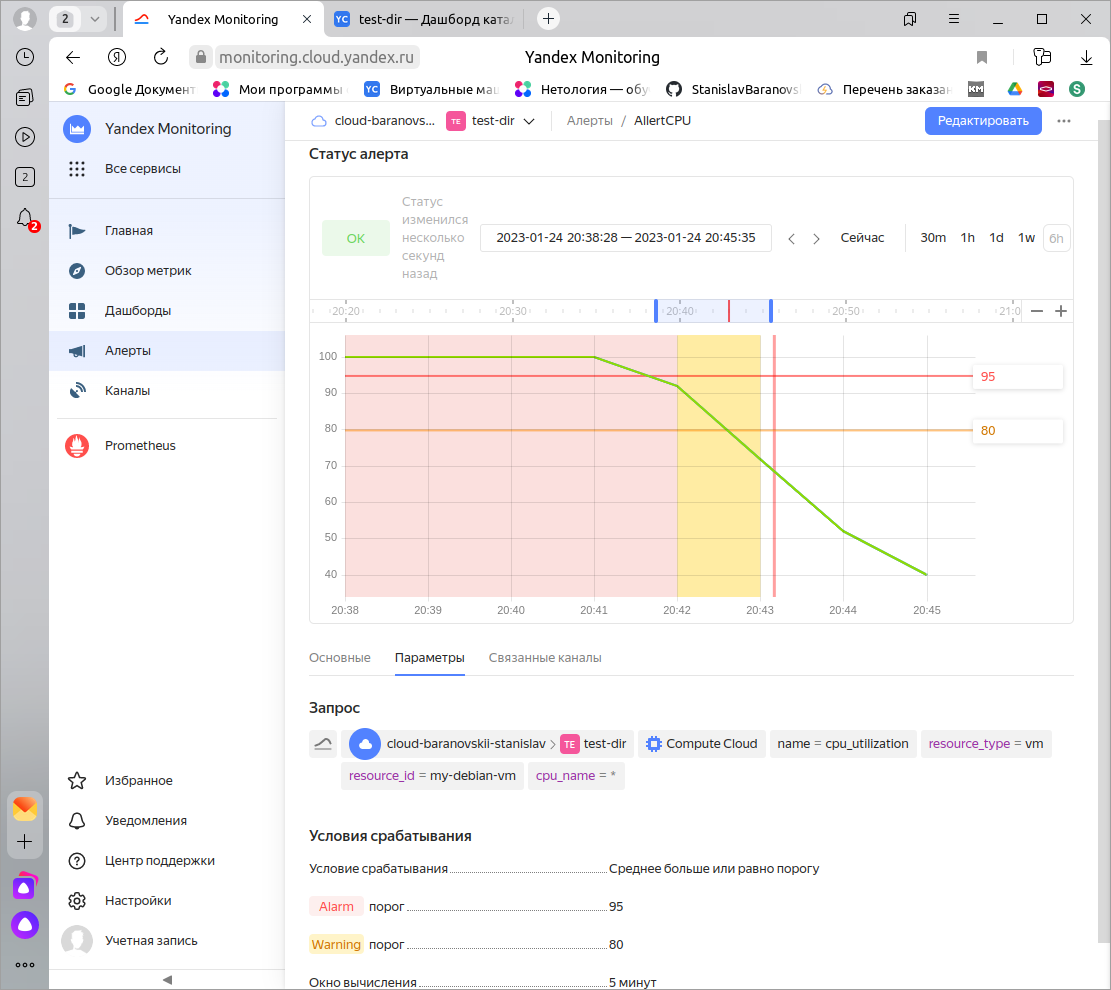 2
Yandex Monitoring
YC
test-dir — Дашборд ката
Я
monitoring.cloud.yandex.ru
Yandex Monitoring
Google Документ
Мои программы
YC
Виртуальные маш
Нетология — обу
StanislavBaranovs
Перечень заказан
KM
S
2
2
Yandex Monitoring
Все сервисы
Главная
Обзор метрик
Дашборды
Алерты
Каналы
Prometheus
Избранное
Уведомления
Центр поддержки
Настройки
Учетная запись
cloud-baranovs...
TE
test-dir
Алерты / AllertCPU
Редактировать
Статус алерта
OK
Статус
изменился
несколько
секунд
назад
2023-01-24 20:38:28 — 2023-01-24 20:45:35
Сейчас
30m
1h
1d
1w
6h
20:20
20:30
20:40
20:50
21:0
100
90
80
70
60
50
40
95
80
20:38
20:39
20:40
20:41
20:42
20:43
20:44
20:45
Основные
Параметры
Связанные каналы
Запрос
cloud-baranovskii-stanislav > TE test-dir
Compute Cloud
name = cpu_utilization
resource_type = vm
resource_id = my-debian-vm
cpu_name = *
Условия срабатывания
Условие срабатывания Среднее больше или равно порогу
Alarm порог 95
Warning порог 80
Окно вычисления 5 минут